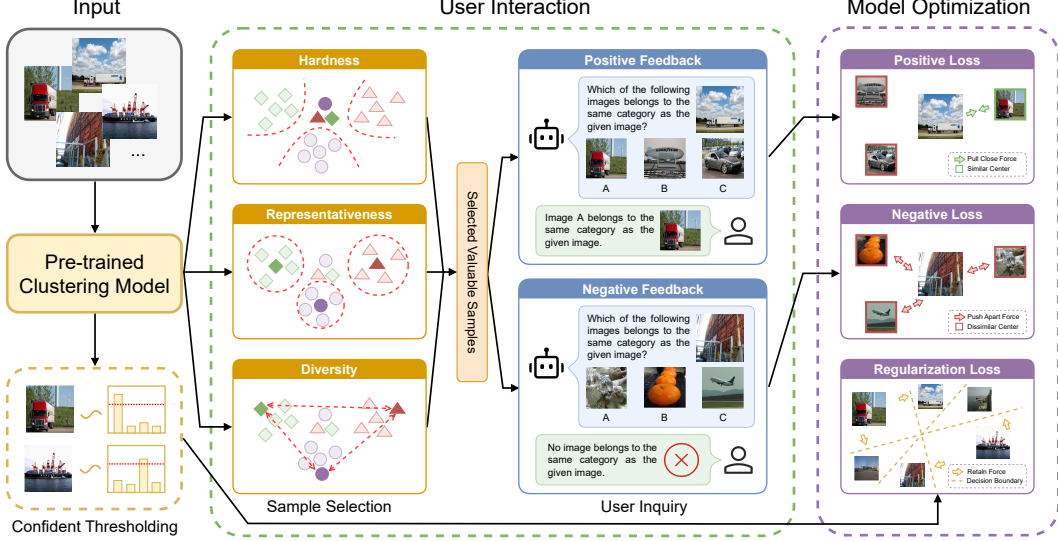 Input
User Interaction
Model Optimization
...
Pre-trained
Clustering Model
Confident Thresholding
Hardness
Representativeness
Diversity
Sample Selection
Selected Valuable Samples
Positive Feedback
Which of the following
images belongs to the
same category as the
given image?
A
B
C
Image A belongs to the
same category as the
given image.
Negative Feedback
Which of the following
images belongs to the
same category as the
given image?
A
B
C
No image belongs to the
same category as the
given image.
User Inquiry
Positive Loss
Pull Close Force
Similar Center
Negative Loss
Push Apart Force
Dissimilar Center
Regularization Loss
Retain Force
Decision Boundary